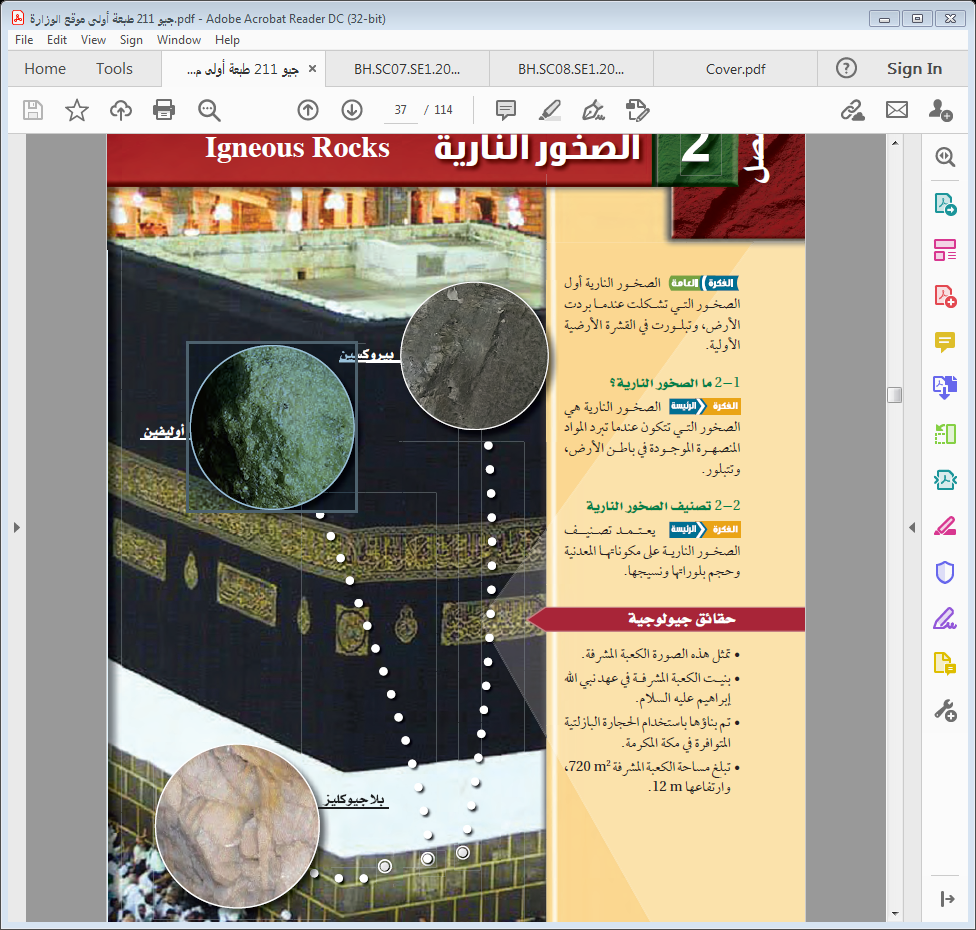 جيو 211 طبعة أولى موقع الوزارة.pdf - Adobe Acrobat Reader DC (32-bit)
File Edit View Sign Window Help
Home Tools جيو 211 طبعة أولى م... × BH.SC07.SE1.20... BH.SC08.SE1.20... Cover.pdf ? Sign In
37 / 114
2 الصخور النارية Igneous Rocks
الفكرة العامة الصخور النارية أول
الصخور التي تشكلت عندما بردت
الأرض، وتبلورت في القشرة الأرضية
الأولية.
2-1 ما الصخور النارية؟
الفكرة الرئيسة الصخور النارية هي
الصخور التي تتكون عندما تبرد المواد
المنصهرة الموجودة في باطن الأرض،
وتتبلور.
2-2 تصنيف الصخور النارية
الفكرة الرئيسة يعتمد تصنيف
الصخور النارية على مكوناتها المعدنية
وحجم بلوراتها ونسيجها.
حقائق جيولوجية
• تمثل هذه الصورة الكعبة المشرفة.
• بنيت الكعبة المشرفة في عهد نبي الله
إبراهيم عليه السلام.
• تم بناؤها باستخدام الحجارة البازلتية
المتوافرة في مكة المكرمة.
• تبلغ مساحة الكعبة المشرفة 720 m²،
وارتفاعها 12 m.
بيروكسين
أوليفين
بلاجيوكليز